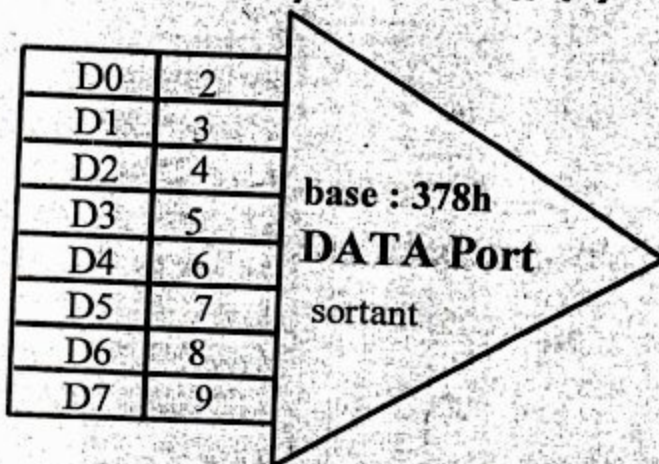 D0 2
D1 3
D2 4
D3 5
D4 6
D5 7
D6 8
D7 9
base : 378h
DATA Port
sortant